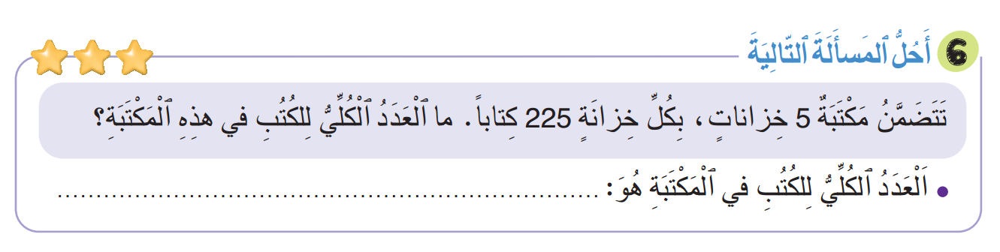 6 أَحُلُّ ٱلمَسأَلَةَ ٱلتّالِيَةَ
تَتَضَمَّنُ مَكْتَبَةٌ 5 خِزاناتٍ، بِكُلِّ خِزانَةٍ 225 كِتاباً. ما ٱلْعَدَدُ ٱلْكُلِّيُّ لِلكُتُبِ في هذِهِ ٱلْمَكْتَبَةِ؟
• اَلْعَدَدُ ٱلكُلِّيُّ لِلكُتُبِ في ٱلْمَكْتَبَةِ هُوَ: ......................................................................